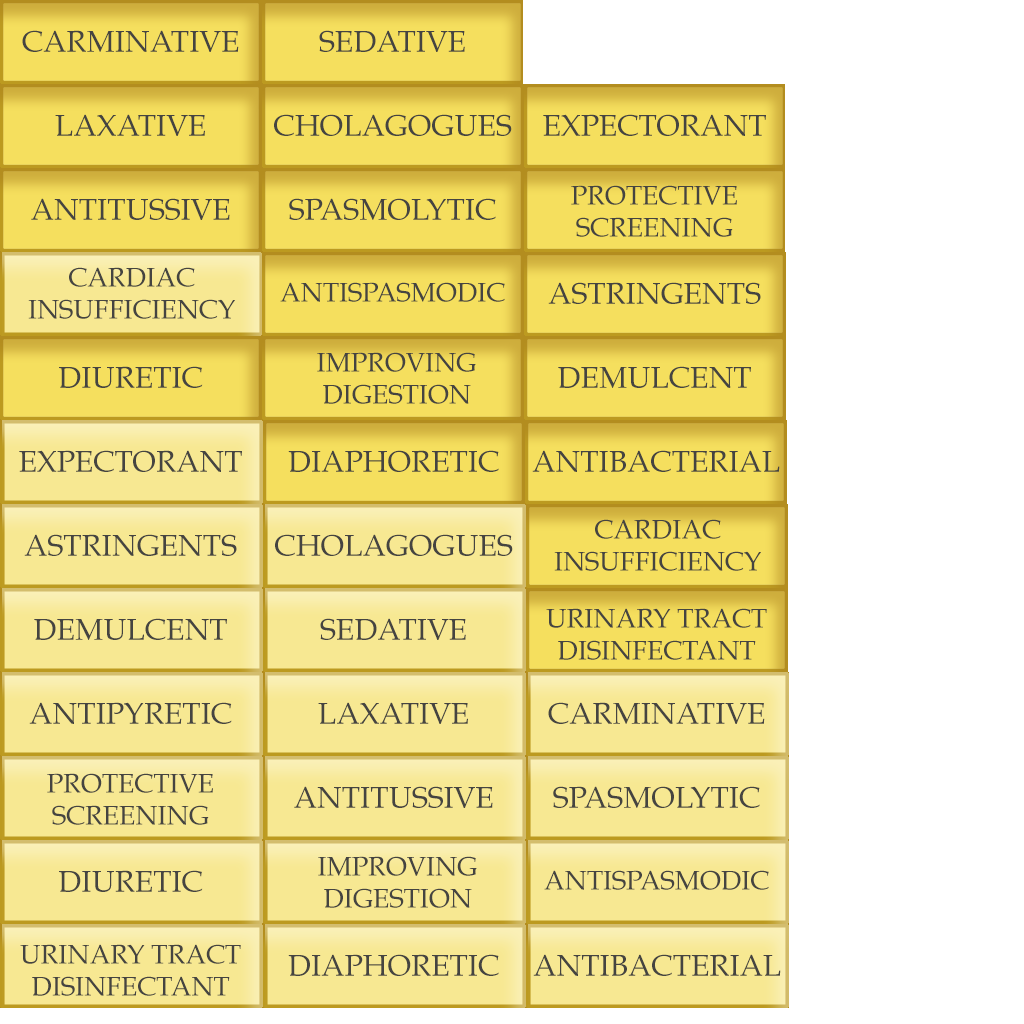 CARMINATIVE
SEDATIVE
LAXATIVE
CHOLAGOGUES
EXPECTORANT
ANTITUSSIVE
SPASMOLYTIC
PROTECTIVE
SCREENING
CARDIAC
INSUFFICIENCY
ANTISPASMODIC
ASTRINGENTS
DIURETIC
IMPROVING
DIGESTION
DEMULCENT
EXPECTORANT
DIAPHORETIC
ANTIBACTERIAL
ASTRINGENTS
CHOLAGOGUES
CARDIAC
INSUFFICIENCY
DEMULCENT
SEDATIVE
URINARY TRACT
DISINFECTANT
ANTIPYRETIC
LAXATIVE
CARMINATIVE
PROTECTIVE
SCREENING
ANTITUSSIVE
SPASMOLYTIC
DIURETIC
IMPROVING
DIGESTION
ANTISPASMODIC
URINARY TRACT
DISINFECTANT
DIAPHORETIC
ANTIBACTERIAL